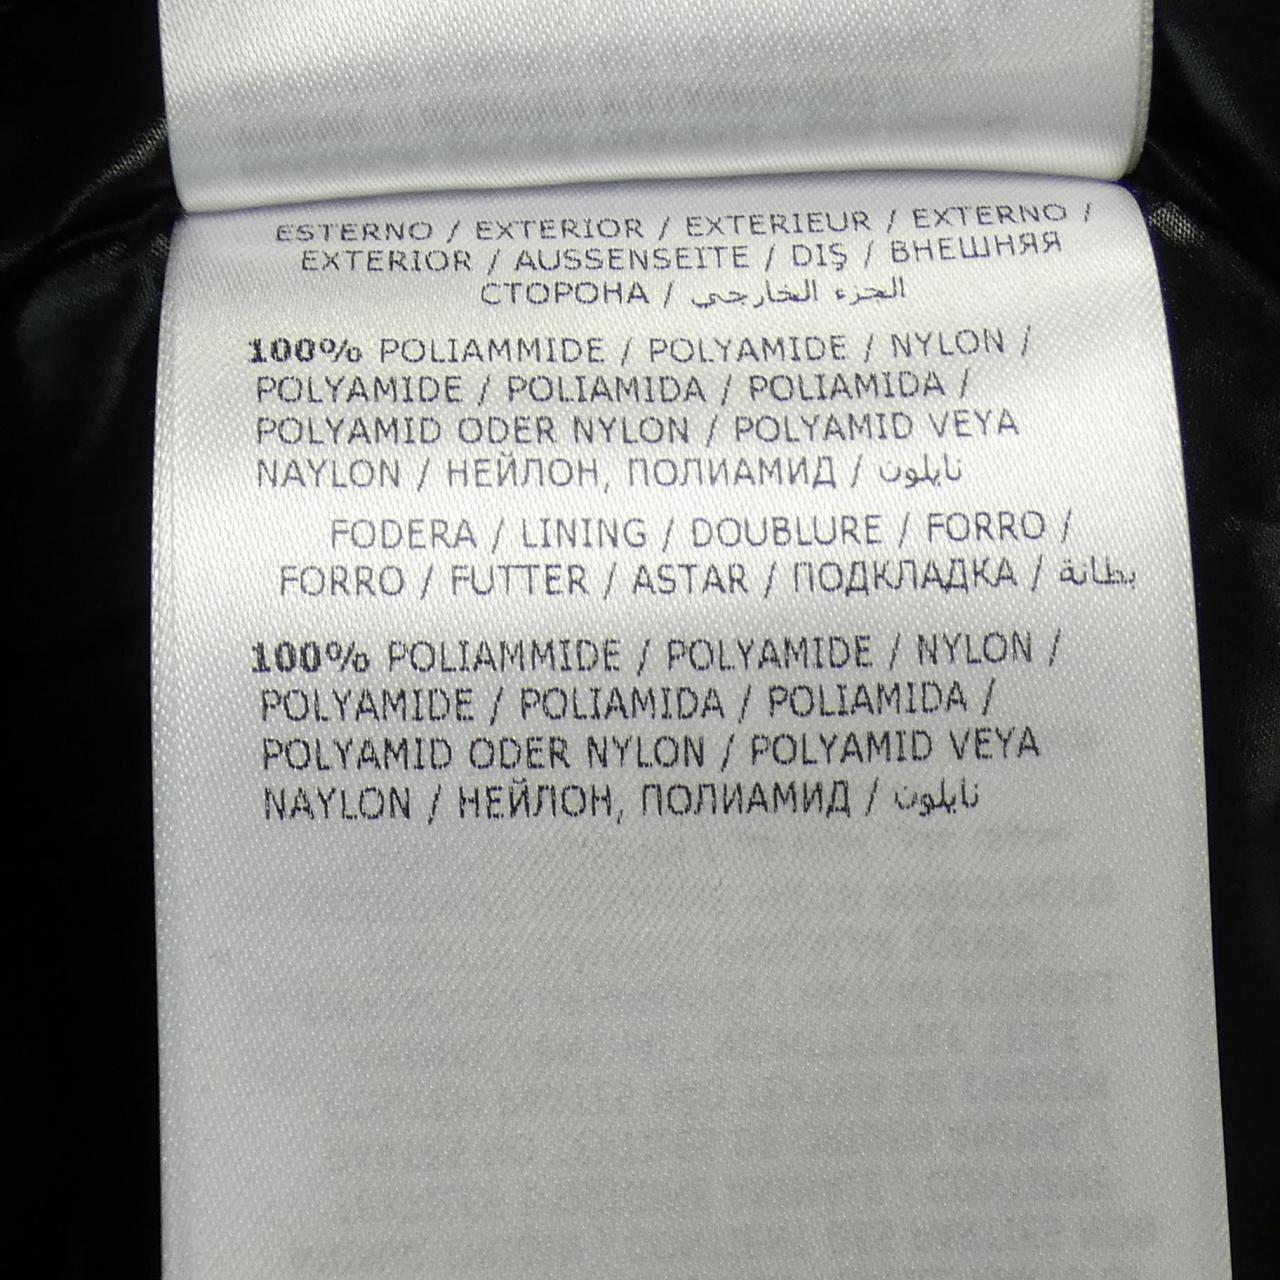 ESTERNO / EXTERIOR / EXTERIEUR / EXTERNO /
EXTERIOR / AUSSENSEITE / DIŞ / ВНЕШНЯЯ
СТОРОНА / الجزء الخارجي
100% POLIAMMIDE / POLYAMIDE / NYLON /
POLYAMIDE / POLIAMIDA / POLIAMIDA /
POLYAMID ODER NYLON / POLYAMID VEYA
NAYLON / НЕЙЛОН, ПОЛИАМИД / نايلون
FODERA / LINING / DOUBLURE / FORRO /
FORRO / FUTTER / ASTAR / ПОДКЛАДКА / بطانة
100% POLIAMMIDE / POLYAMIDE / NYLON /
POLYAMIDE / POLIAMIDA / POLIAMIDA /
POLYAMID ODER NYLON / POLYAMID VEYA
NAYLON / НЕЙЛОН, ПОЛИАМИД / نايلون